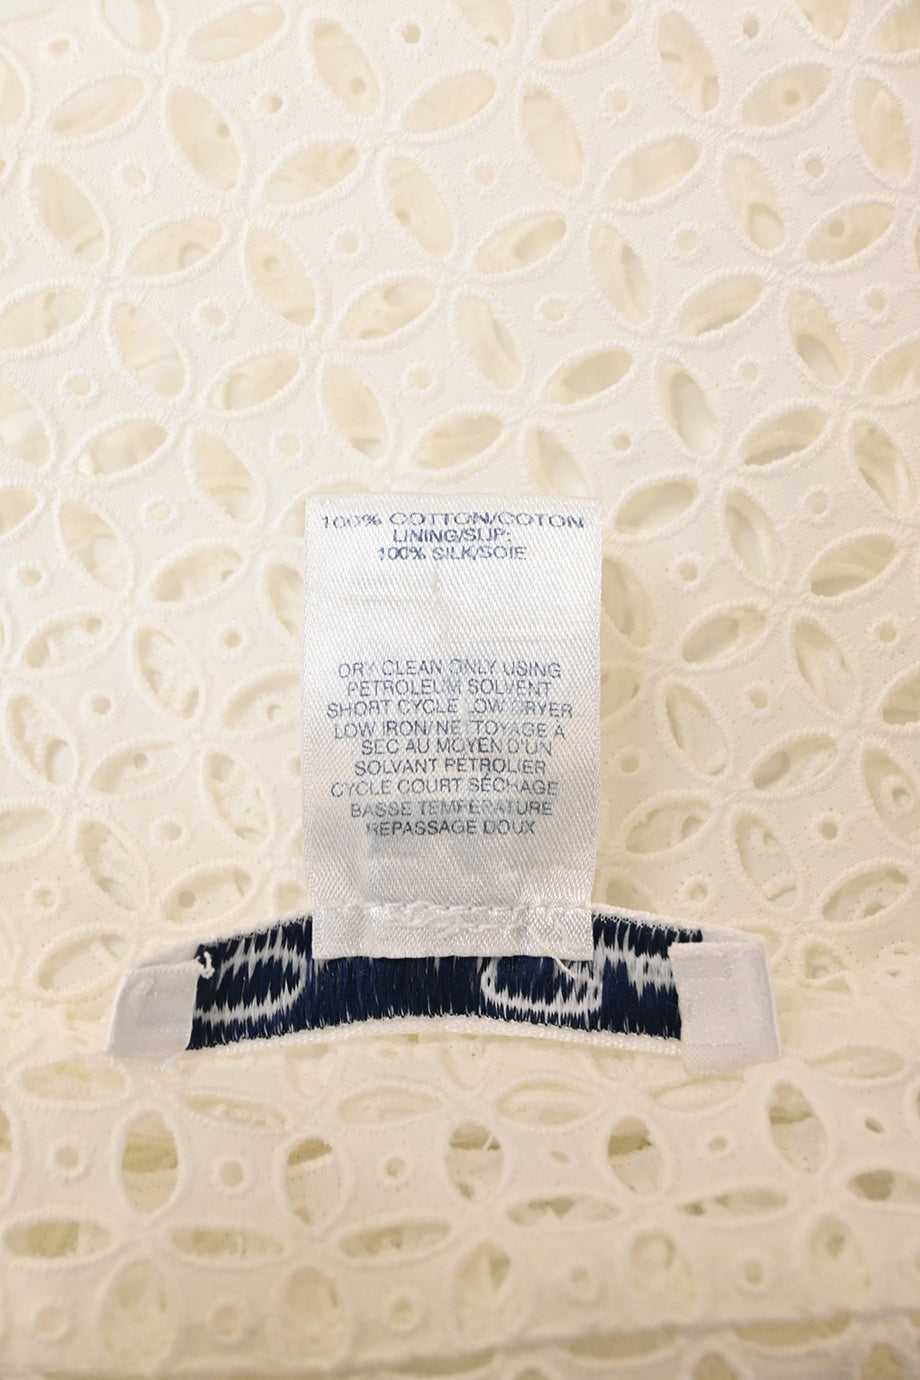 100% COTTON/COTON
LINING/SLIP:
100% SILK/SOIE
DRY CLEAN ONLY USING
PETROLEUM SOLVENT
SHORT CYCLE LOW DRYER
LOW IRON/NETTOYAGE À
SEC AU MOYEN D'UN
SOLVANT PETROLIER
CYCLE COURT SÉCHAGE
BASSE TEMPERATURE
REPASSAGE DOUX